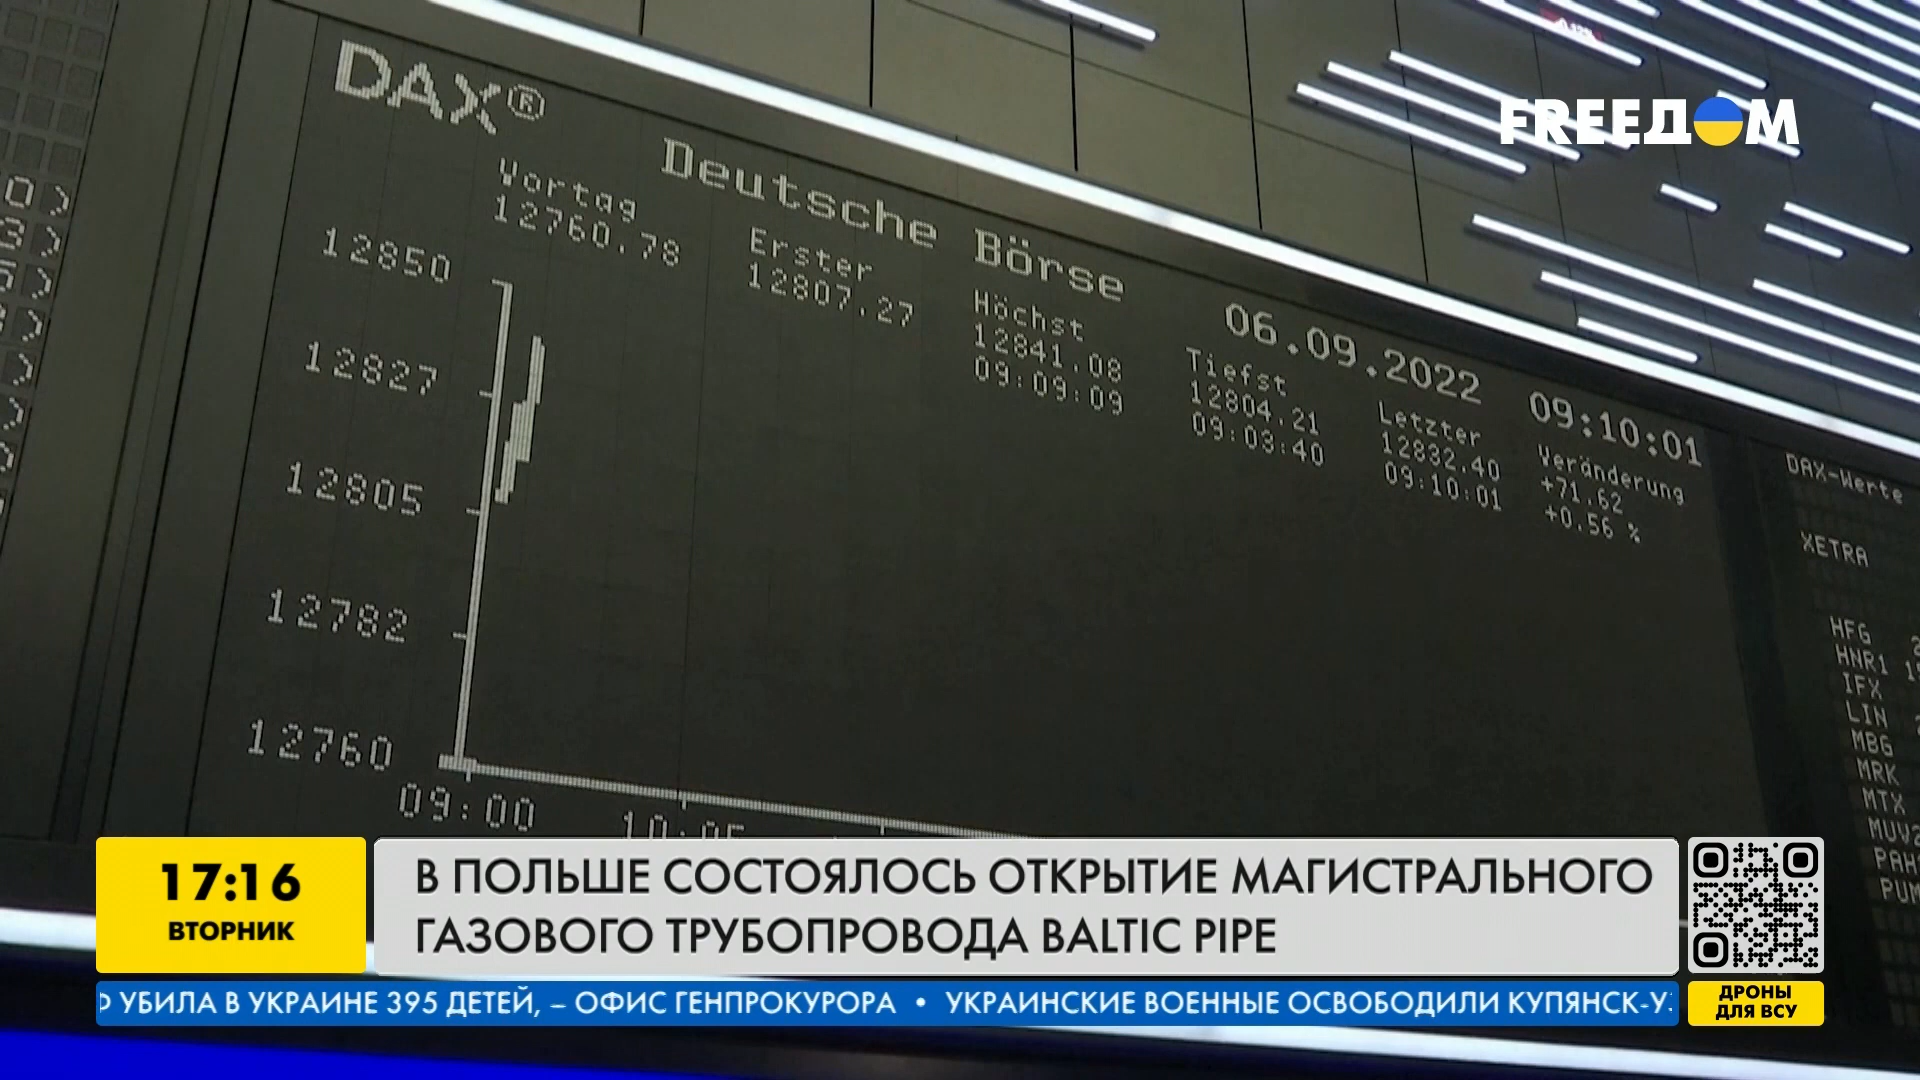 DAX®
Deutsche Börse
06.09.2022 09:10:01
Vortag
12760.78
Erster
12807.27
Höchst
12841.08
09:09:09
Tiefst
12804.21
09:03:40
Letzter
12832.40
09:10:01
Veränderung
+71.62
+0.56 %
12850
12827
12805
12782
12760
09:00
DAX-Werte
XETRA
HFG
HNR1
IFX
LIN
MBG
MRK
MTX
MUV2
PAH
PUM
FREEДOM
17:16
ВТОРНИК
В ПОЛЬШЕ СОСТОЯЛОСЬ ОТКРЫТИЕ МАГИСТРАЛЬНОГО
ГАЗОВОГО ТРУБОПРОВОДА BALTIC PIPE
УБИЛА В УКРАИНЕ 395 ДЕТЕЙ, – ОФИС ГЕНПРОКУРОРА • УКРАИНСКИЕ ВОЕННЫЕ ОСВОБОДИЛИ КУПЯНСК-УЗ
ДРОНЫ
ДЛЯ ВСУ